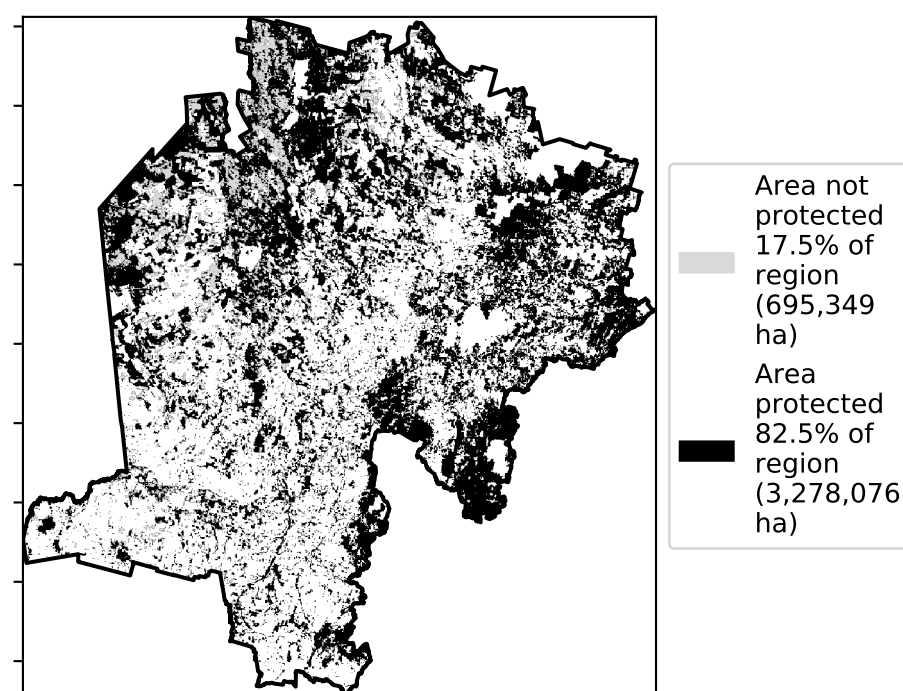 Area not
protected
17.5% of
region
(695,349
ha)
Area
protected
82.5% of
region
(3,278,076
ha)